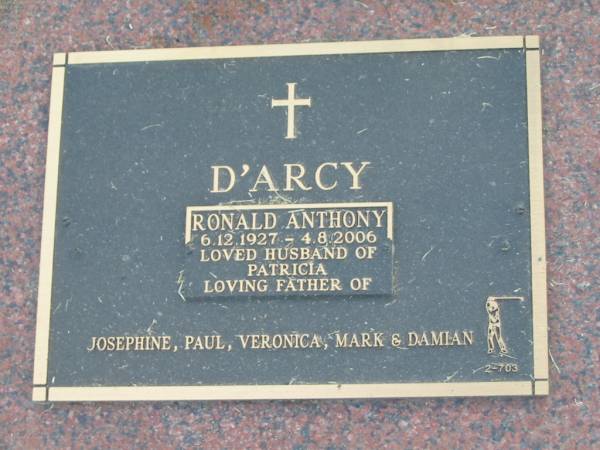 D'ARCY
RONALD ANTHONY
6.12.1927 – 4.8.2006
LOVED HUSBAND OF
PATRICIA
LOVING FATHER OF
JOSEPHINE, PAUL, VERONICA, MARK & DAMIAN
2-703